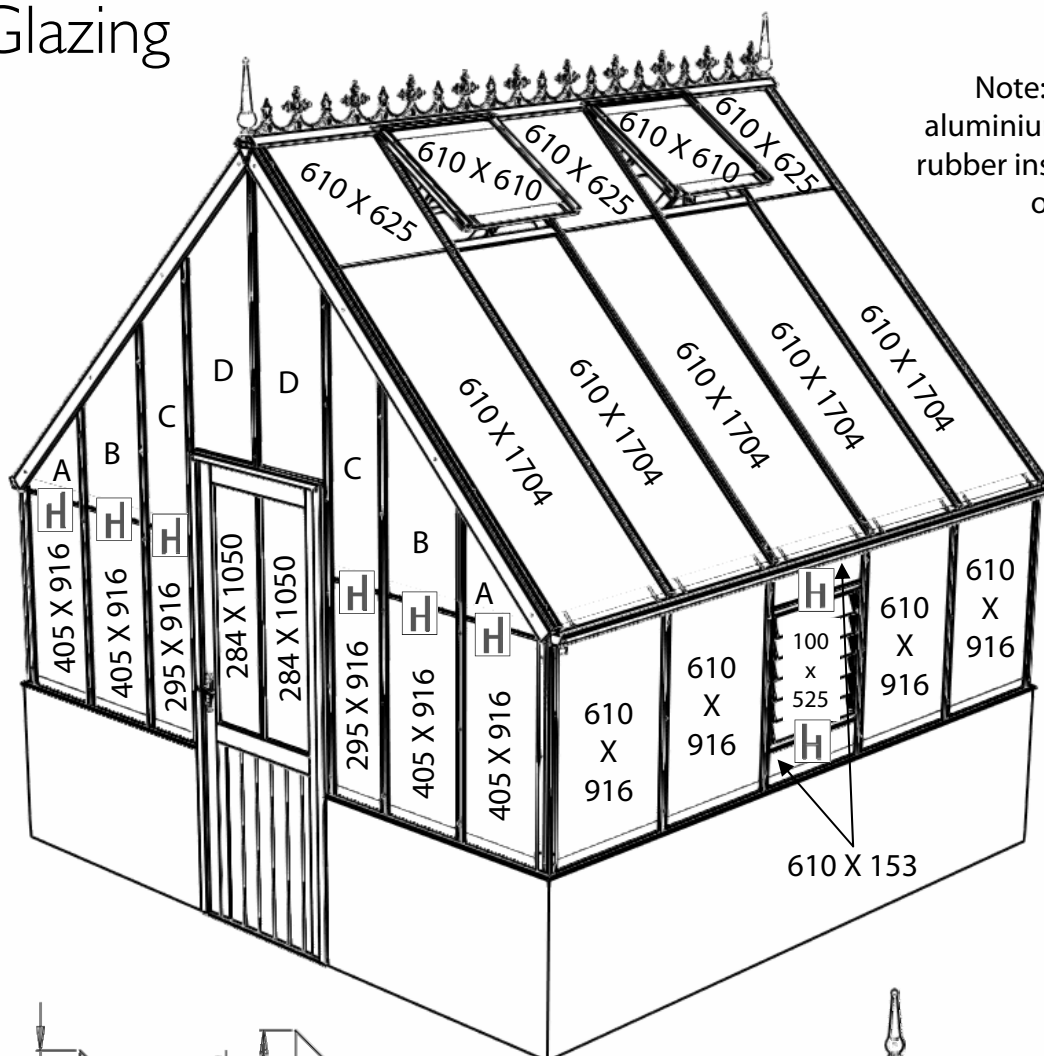 Glazing
Note:
aluminiu
rubber ins
o
610 X 625
610 X 610
610 X 625
610 X 610
610 X 625
610 X 1704
610 X 1704
610 X 1704
610 X 1704
610 X 1704
D
D
C
B
A
C
B
A
H
H
H
H
H
H
405 X 916
405 X 916
295 X 916
284 X 1050
284 X 1050
295 X 916
405 X 916
405 X 916
610
X
916
610
X
916
h
100
x
525
h
610
X
916
610
X
916
610 X 153